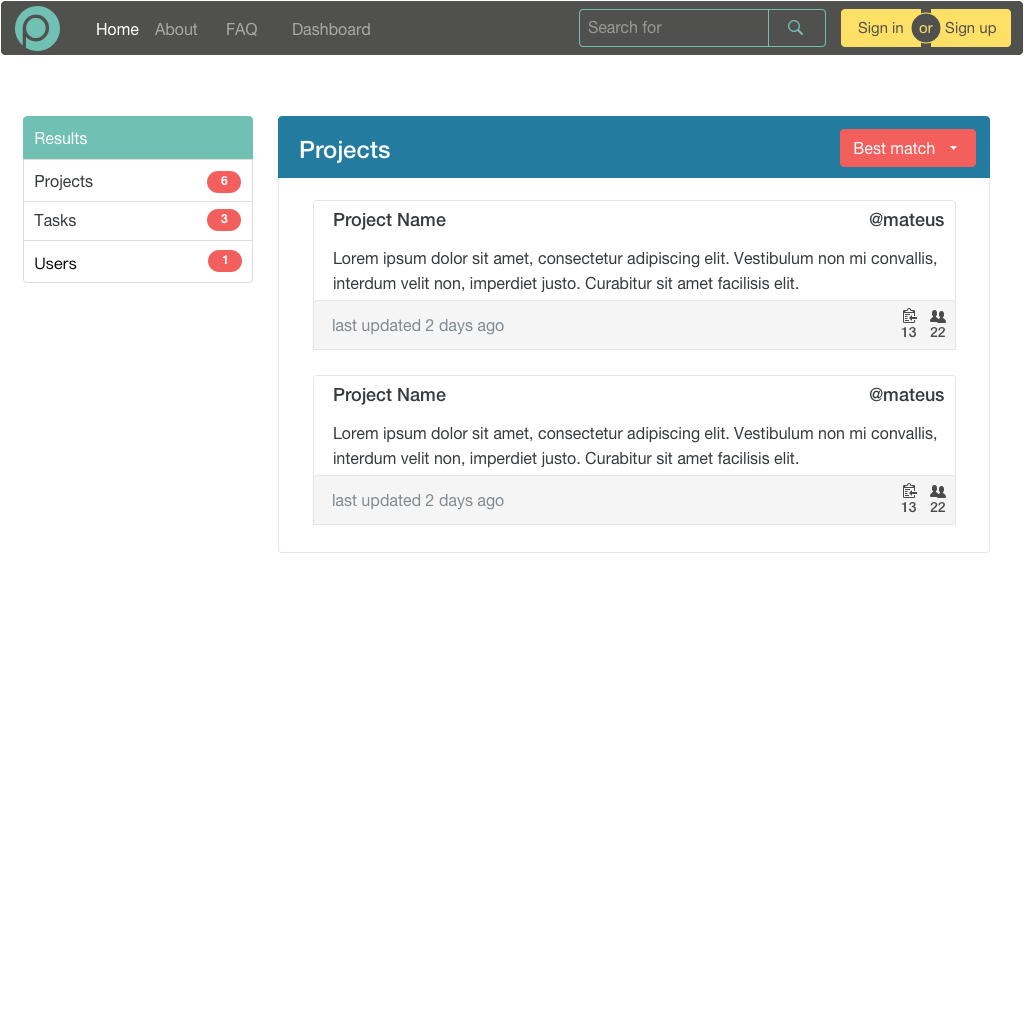 Home About FAQ Dashboard Search for Sign in or Sign up
Results
Projects 6
Tasks 3
Users 1
Projects Best match
Project Name @mateus
Lorem ipsum dolor sit amet, consectetur adipiscing elit. Vestibulum non mi convallis,
interdum velit non, imperdiet justo. Curabitur sit amet facilisis elit.
last updated 2 days ago 13 22
Project Name @mateus
Lorem ipsum dolor sit amet, consectetur adipiscing elit. Vestibulum non mi convallis,
interdum velit non, imperdiet justo. Curabitur sit amet facilisis elit.
last updated 2 days ago 13 22